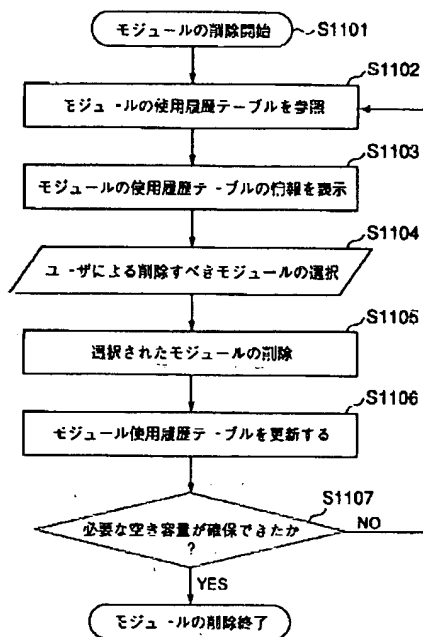 モジュールの削除開始
S1101
S1102
モジュールの使用履歴テーブルを参照
S1103
モジュールの使用履歴テーブルの情報を表示
S1104
ユーザによる削除すべきモジュールの選択
S1105
選択されたモジュールの削除
S1106
モジュール使用履歴テーブルを更新する
S1107
必要な空き容量が確保できたか
?
NO
YES
モジュールの削除終了